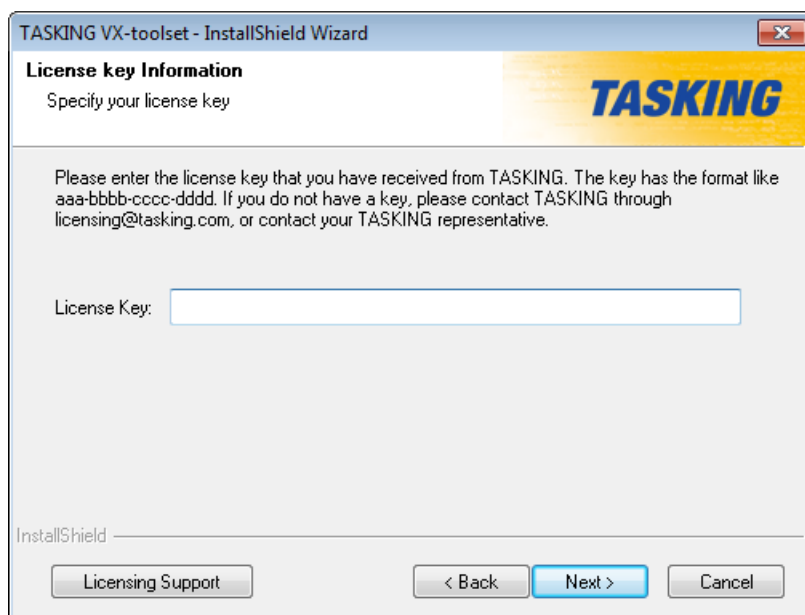 TASKING VX-toolset - InstallShield Wizard
License key Information
Specify your license key
TASKING
Please enter the license key that you have received from TASKING. The key has the format like
aaa-bbbb-cccc-dddd. If you do not have a key, please contact TASKING through
licensing@tasking.com, or contact your TASKING representative.
License Key:
InstallShield
Licensing Support
< Back
Next >
Cancel